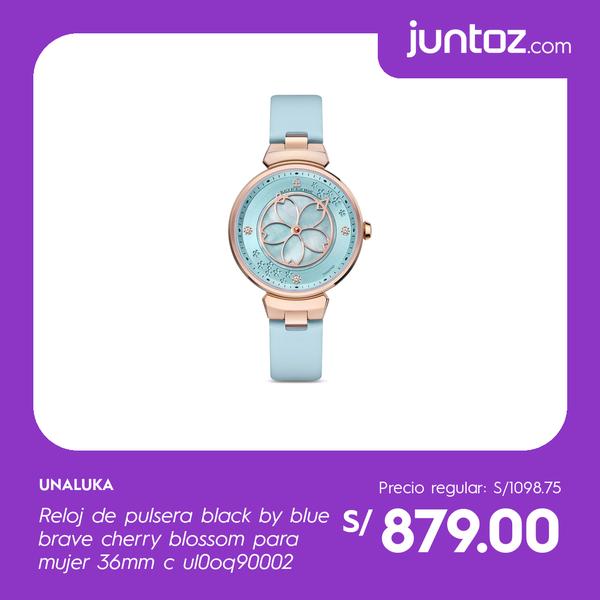 juntoz.com
UNALUKA
Reloj de pulsera black by blue
brave cherry blossom para
mujer 36mm c ul0oq90002
Precio regular: S/1098.75
S/ 879.00